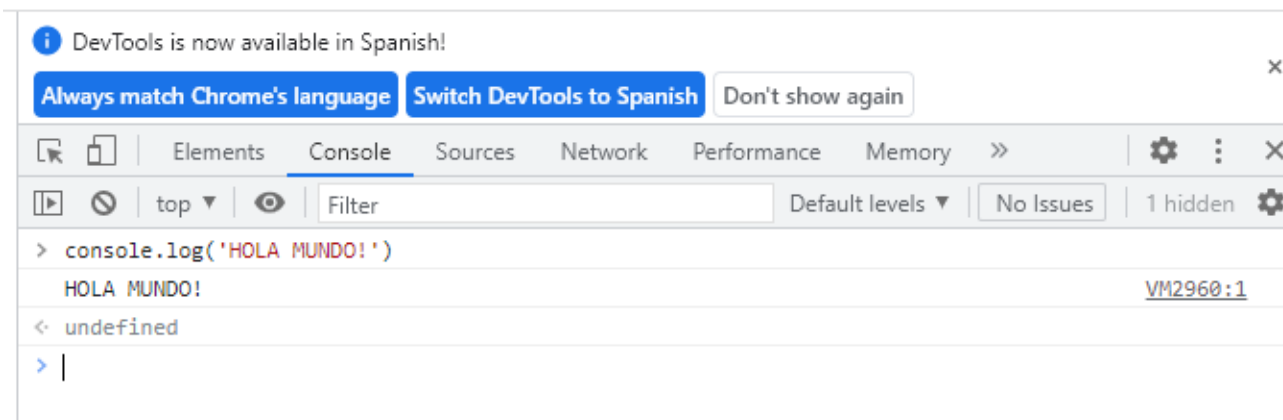 DevTools is now available in Spanish!
Always match Chrome's language Switch DevTools to Spanish Don't show again
Elements Console Sources Network Performance Memory
top Filter Default levels No Issues 1 hidden
console.log('HOLA MUNDO!')
HOLA MUNDO! VM2960:1
undefined